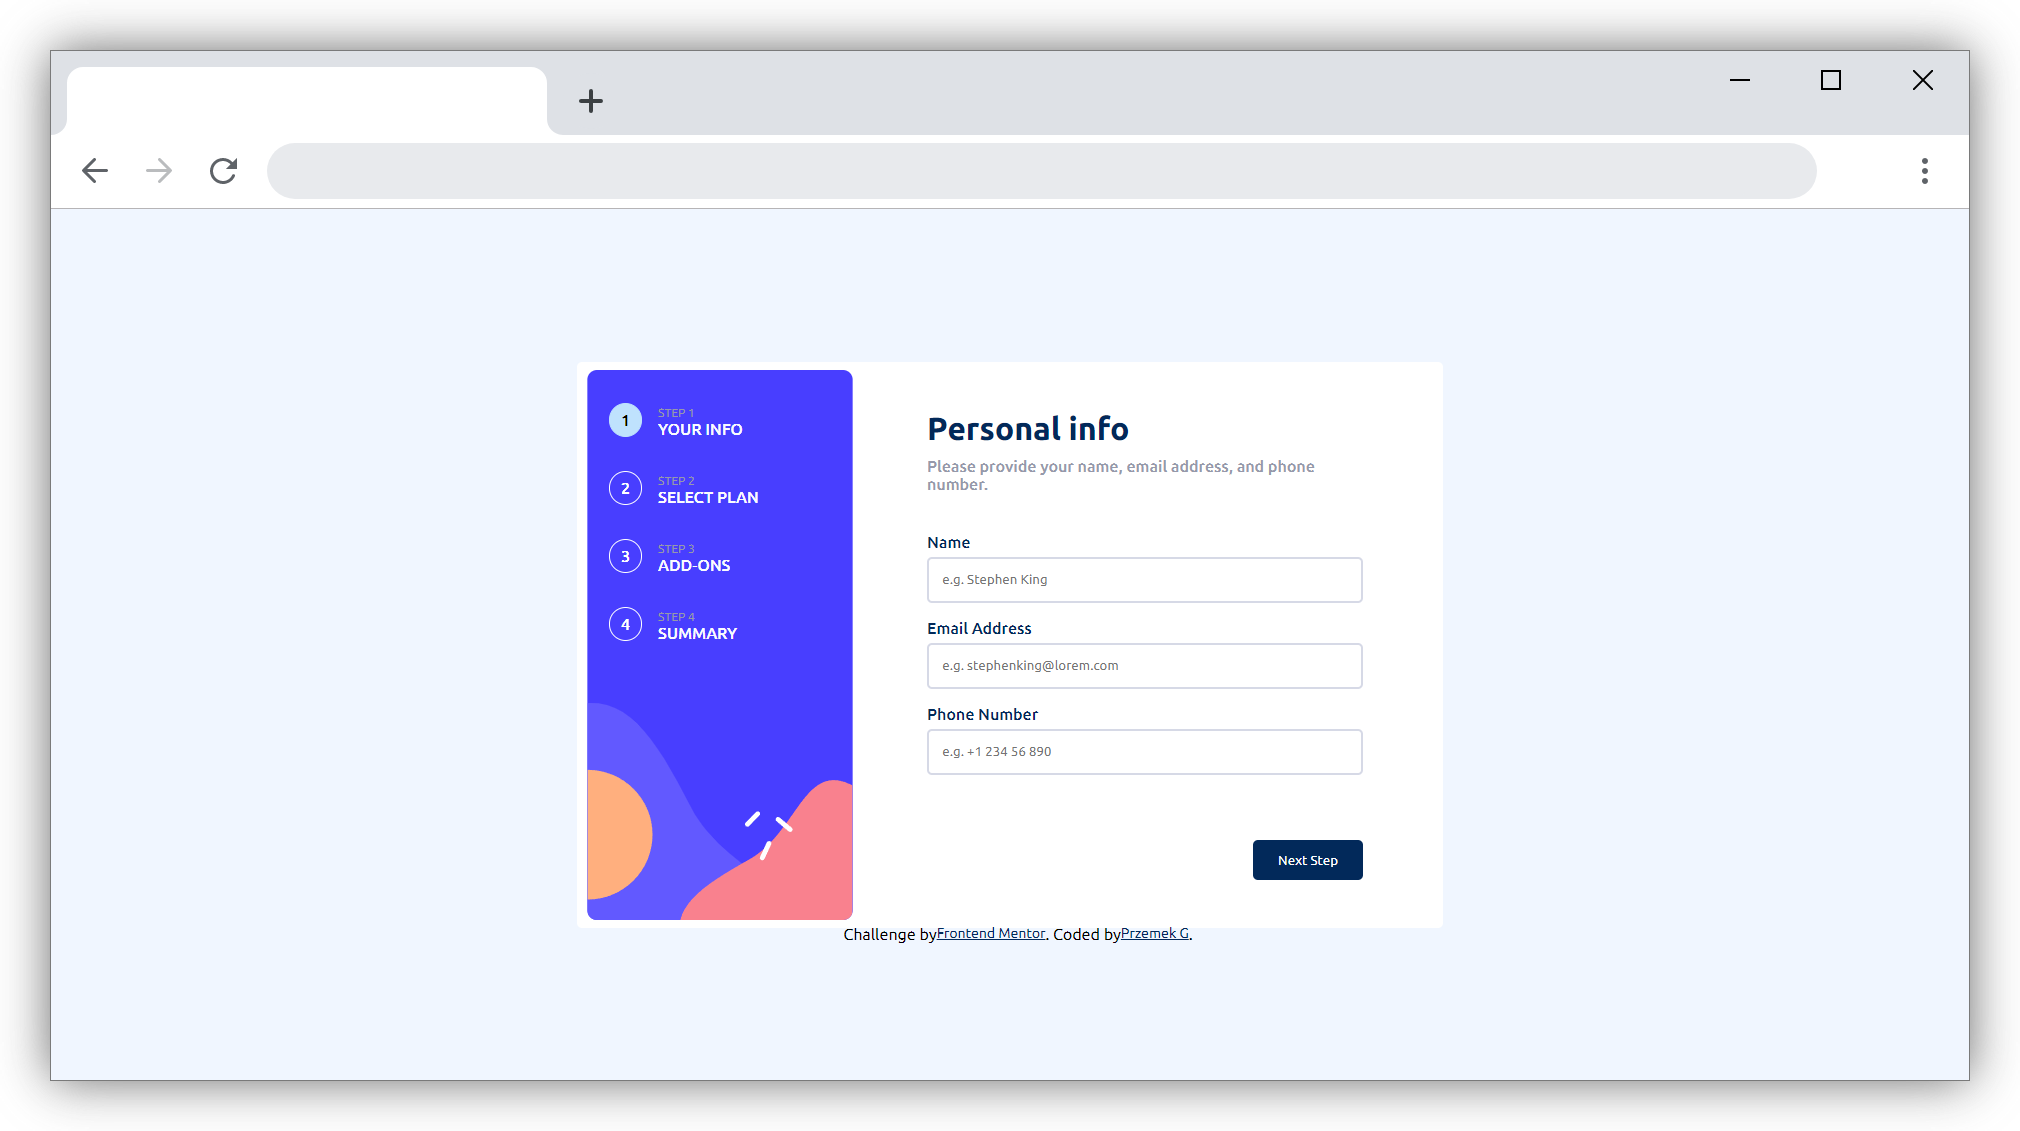 1
STEP 1
YOUR INFO
2
STEP 2
SELECT PLAN
3
STEP 3
ADD-ONS
4
STEP 4
SUMMARY
Personal info
Please provide your name, email address, and phone
number.
Name
e.g. Stephen King
Email Address
e.g. stephenking@lorem.com
Phone Number
e.g. +1 234 56 890
Next Step
Challenge byFrontend Mentor. Coded byPrzemek G.